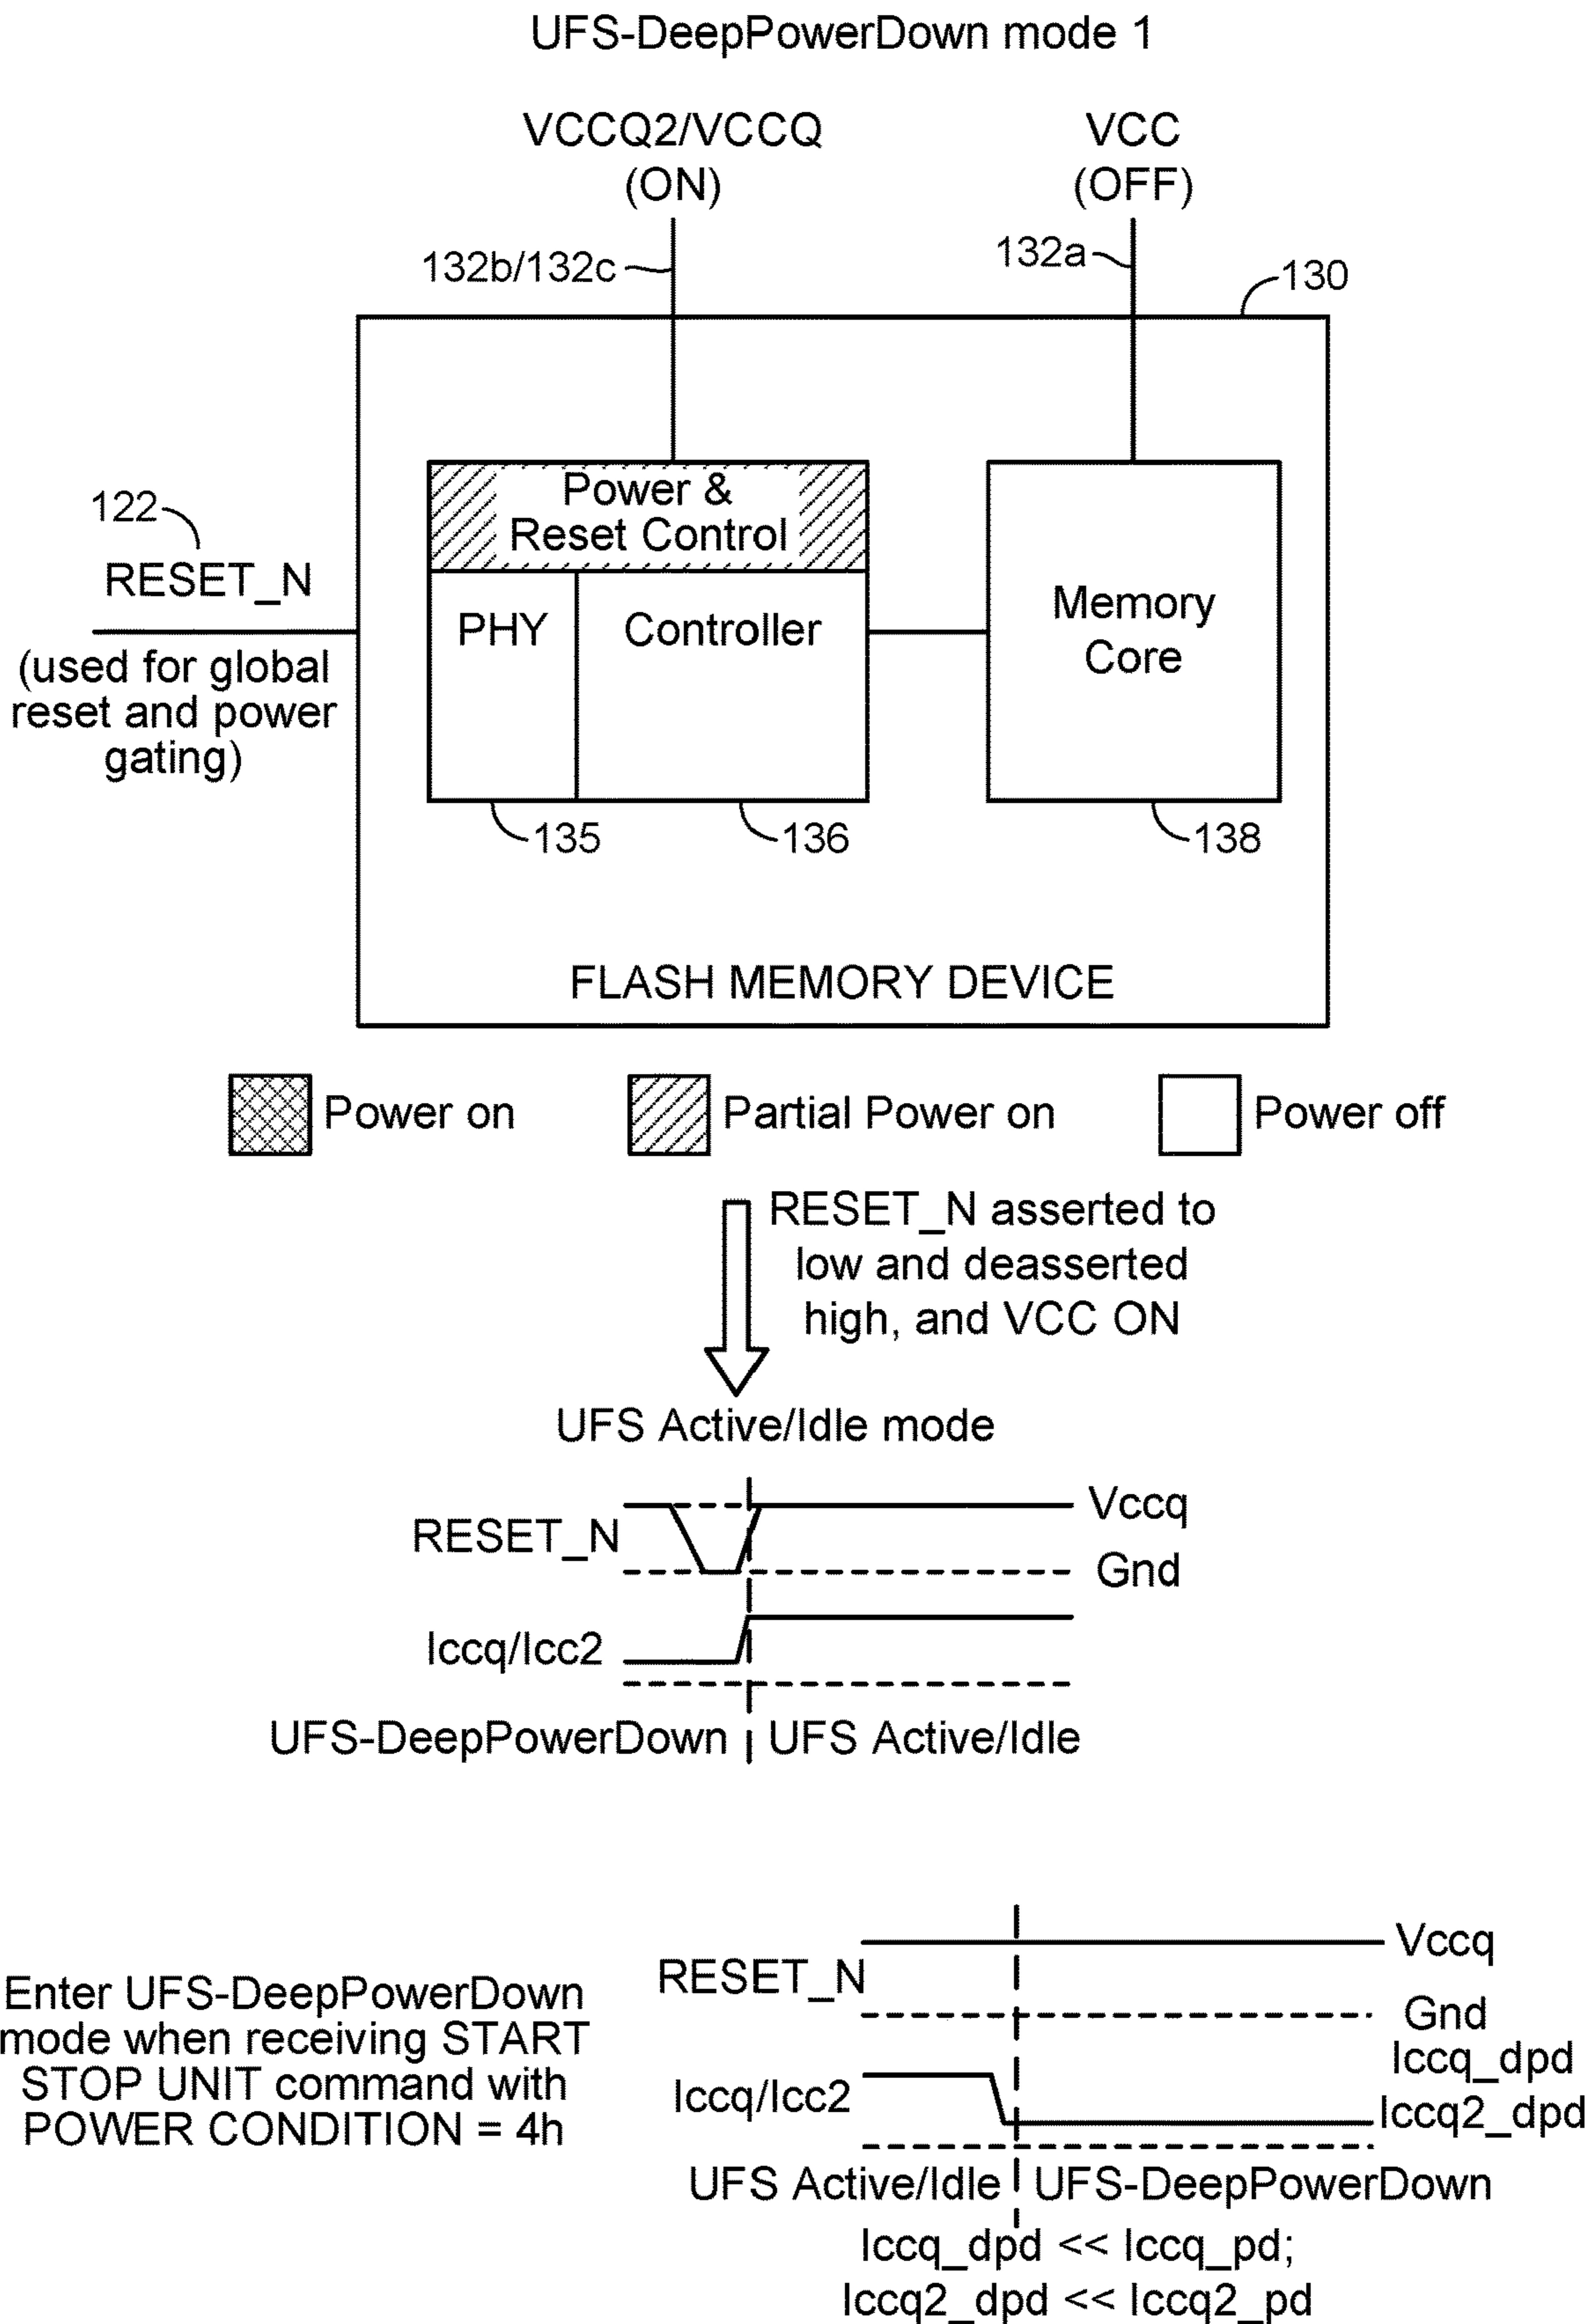 UFS-DeepPowerDown mode 1
VCCQ2/VCCQ
(ON)
VCC
(OFF)
132b/132c
132a
130
122
RESET_N
(used for global
reset and power
gating)
Power &
Reset Control
PHY
Controller
Memory
Core
135
136
138
FLASH MEMORY DEVICE
Power on
Partial Power on
Power off
RESET_N asserted to
low and deasserted
high, and VCC ON
UFS Active/Idle mode
RESET_N
Vccq
Gnd
Iccq/Icc2
UFS-DeepPowerDown
UFS Active/Idle
Enter UFS-DeepPowerDown
mode when receiving START
STOP UNIT command with
POWER CONDITION = 4h
RESET_N
Vccq
Gnd
Iccq_dpd
Iccq/Icc2
Iccq2_dpd
UFS Active/Idle
UFS-DeepPowerDown
Iccq_dpd << Iccq_pd;
Iccq2_dpd << Iccq2_pd